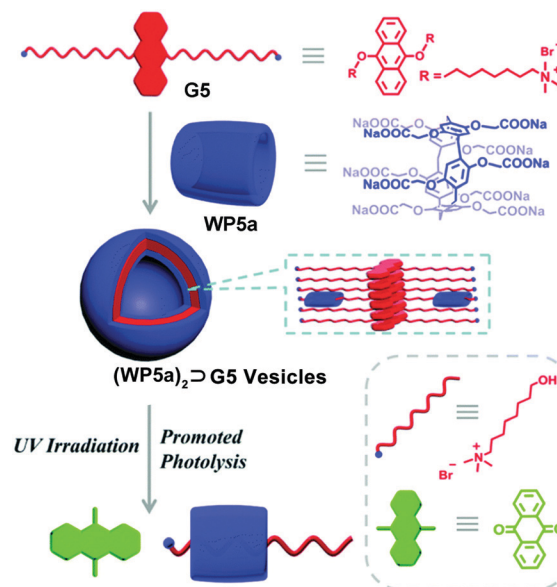 G5
R
R
R =
Br⁻
N⁺
WP5a
NaOOC COONa
NaOOC COONa
NaOOC COONa
NaOOC COONa
NaOOC COONa
(WP5a)₂⊃ G5 Vesicles
UV Irradiation Promoted Photolysis
OH
N⁺
Br⁻
O O